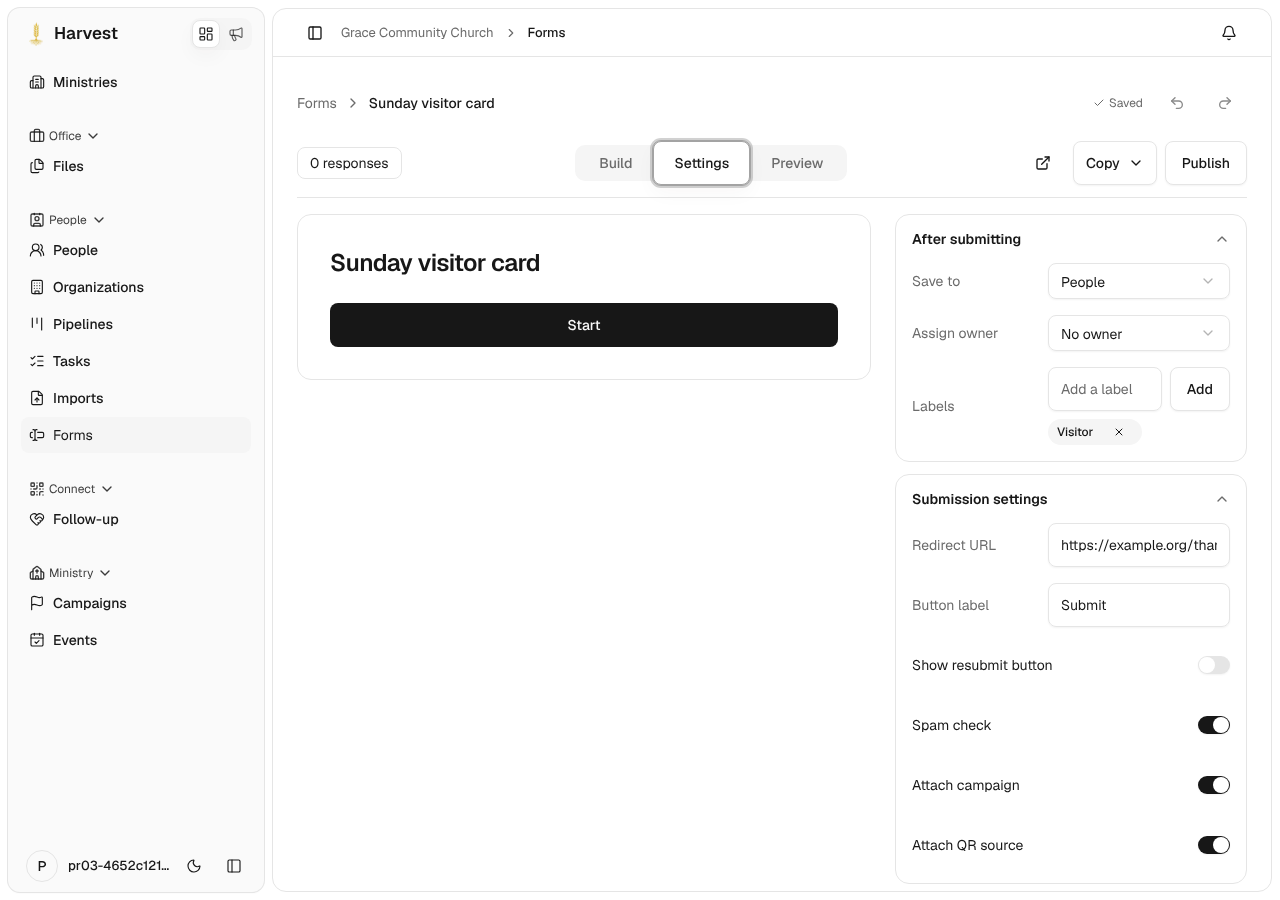 Harvest
Ministries
Office
Files
People
People
Organizations
Pipelines
Tasks
Imports
Forms
Connect
Follow-up
Ministry
Campaigns
Events
P pr03-4652c121...
Grace Community Church > Forms
Forms > Sunday visitor card
Saved
0 responses
Build Settings Preview
Copy Publish
Sunday visitor card
Start
After submitting
Save to People
Assign owner No owner
Labels Add a label Add
Visitor
Submission settings
Redirect URL https://example.org/than
Button label Submit
Show resubmit button
Spam check
Attach campaign
Attach QR source